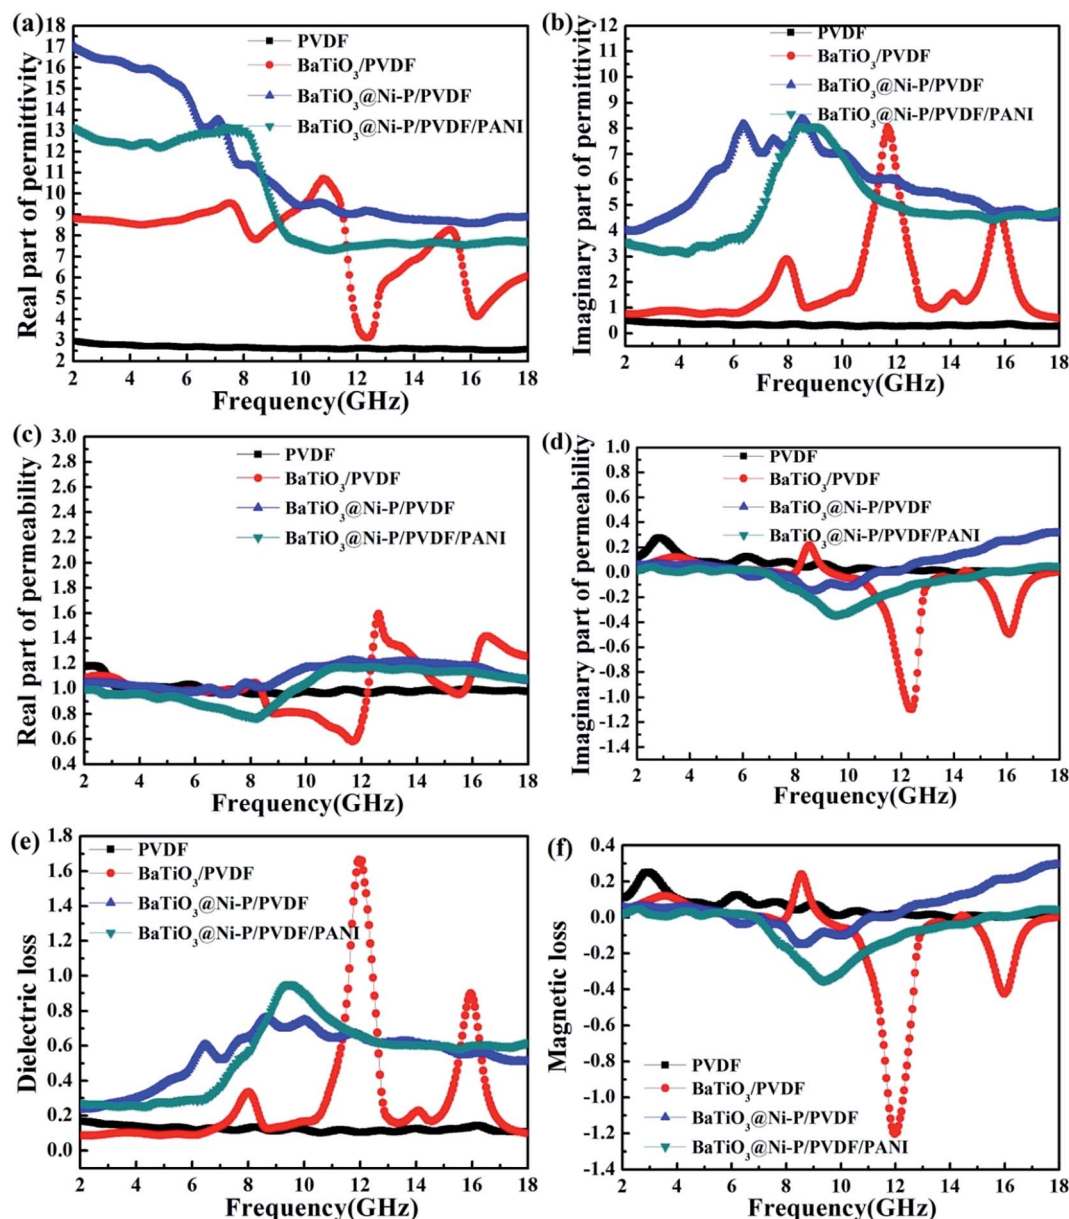 (a)
18
17
16
15
14
13
12
11
10
9
8
7
6
5
4
3
2
Real part of permittivity
PVDF
BaTiO3/PVDF
BaTiO3@Ni-P/PVDF
BaTiO3@Ni-P/PVDF/PANI
2 4 6 8 10 12 14 16 18
Frequency(GHz)
(b)
12
11
10
9
8
7
6
5
4
3
2
1
0
Imaginary part of permittivity
PVDF
BaTiO3/PVDF
BaTiO3@Ni-P/PVDF
BaTiO3@Ni-P/PVDF/PANI
2 4 6 8 10 12 14 16 18
Frequency(GHz)
(c)
3.0
2.8
2.6
2.4
2.2
2.0
1.8
1.6
1.4
1.2
1.0
0.8
0.6
0.4
Real part of permeability
PVDF
BaTiO3/PVDF
BaTiO3@Ni-P/PVDF
BaTiO3@Ni-P/PVDF/PANI
2 4 6 8 10 12 14 16 18
Frequency(GHz)
(d)
1.0
0.8
0.6
0.4
0.2
0.0
-0.2
-0.4
-0.6
-0.8
-1.0
-1.2
-1.4
Imaginary part of permeability
PVDF
BaTiO3/PVDF
BaTiO3@Ni-P/PVDF
BaTiO3@Ni-P/PVDF/PANI
2 4 6 8 10 12 14 16 18
Frequency(GHz)
(e)
1.8
1.6
1.4
1.2
1.0
0.8
0.6
0.4
0.2
0.0
Dielectric loss
PVDF
BaTiO3/PVDF
BaTiO3@Ni-P/PVDF
BaTiO3@Ni-P/PVDF/PANI
2 4 6 8 10 12 14 16 18
Frequency(GHz)
(f)
0.4
0.2
0.0
-0.2
-0.4
-0.6
-0.8
-1.0
-1.2
-1.4
Magnetic loss
PVDF
BaTiO3/PVDF
BaTiO3@Ni-P/PVDF
BaTiO3@Ni-P/PVDF/PANI
2 4 6 8 10 12 14 16 18
Frequency(GHz)